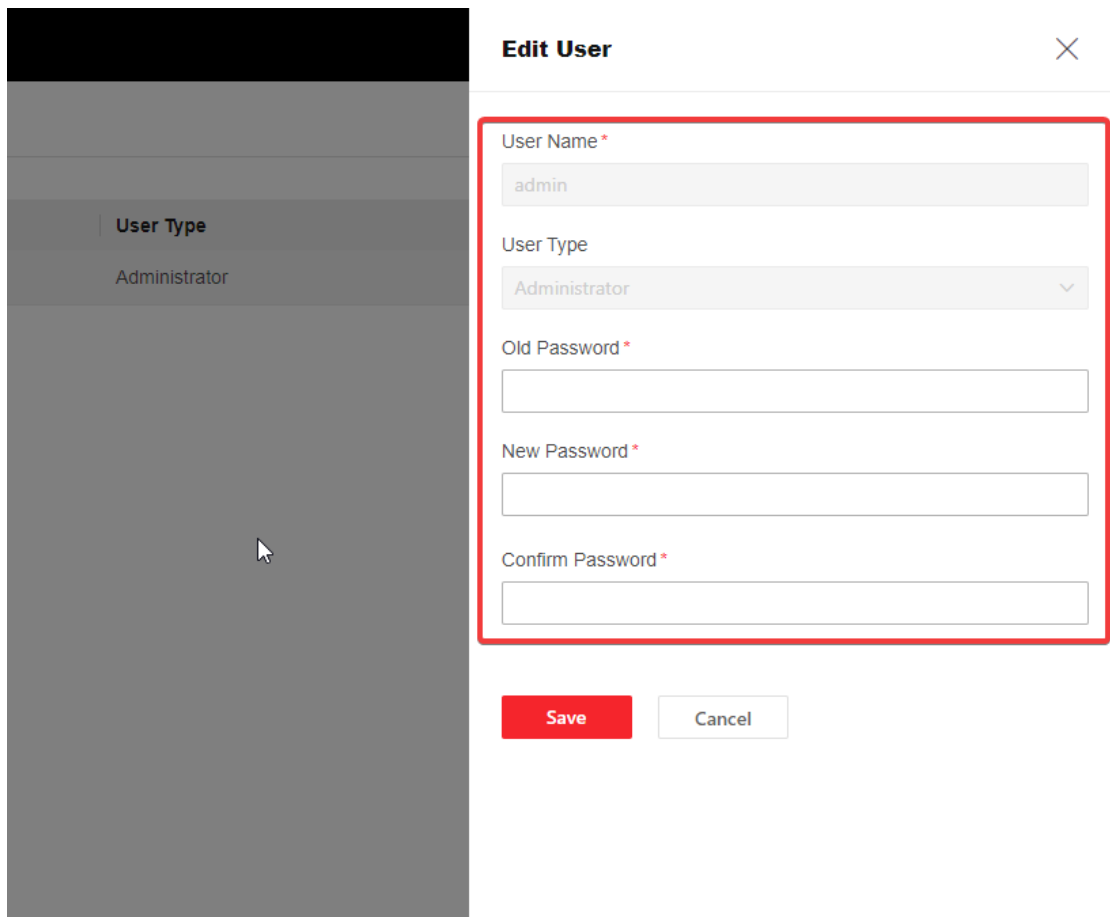 Edit User
User Name*
admin
User Type
Administrator
User Type
Administrator
Old Password*
New Password*
Confirm Password*
Save Cancel